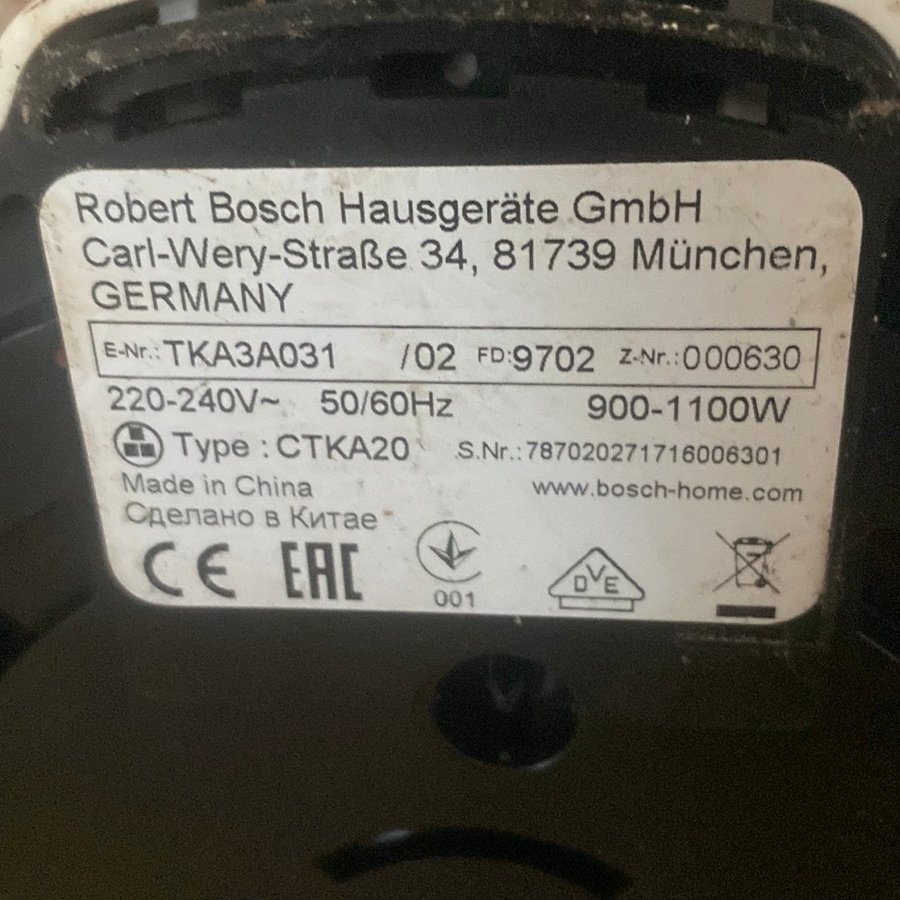 Robert Bosch Hausgeräte GmbH
Carl-Wery-Straße 34, 81739 München,
GERMANY
E-Nr.: TKA3A031 /02 FD: 9702 Z-Nr.: 000630
220-240V~ 50/60Hz 900-1100W
Type : CTKA20 S.Nr.: 787020271716006301
Made in China www.bosch-home.com
Сделано в Китае
CE EAC 001 DVE